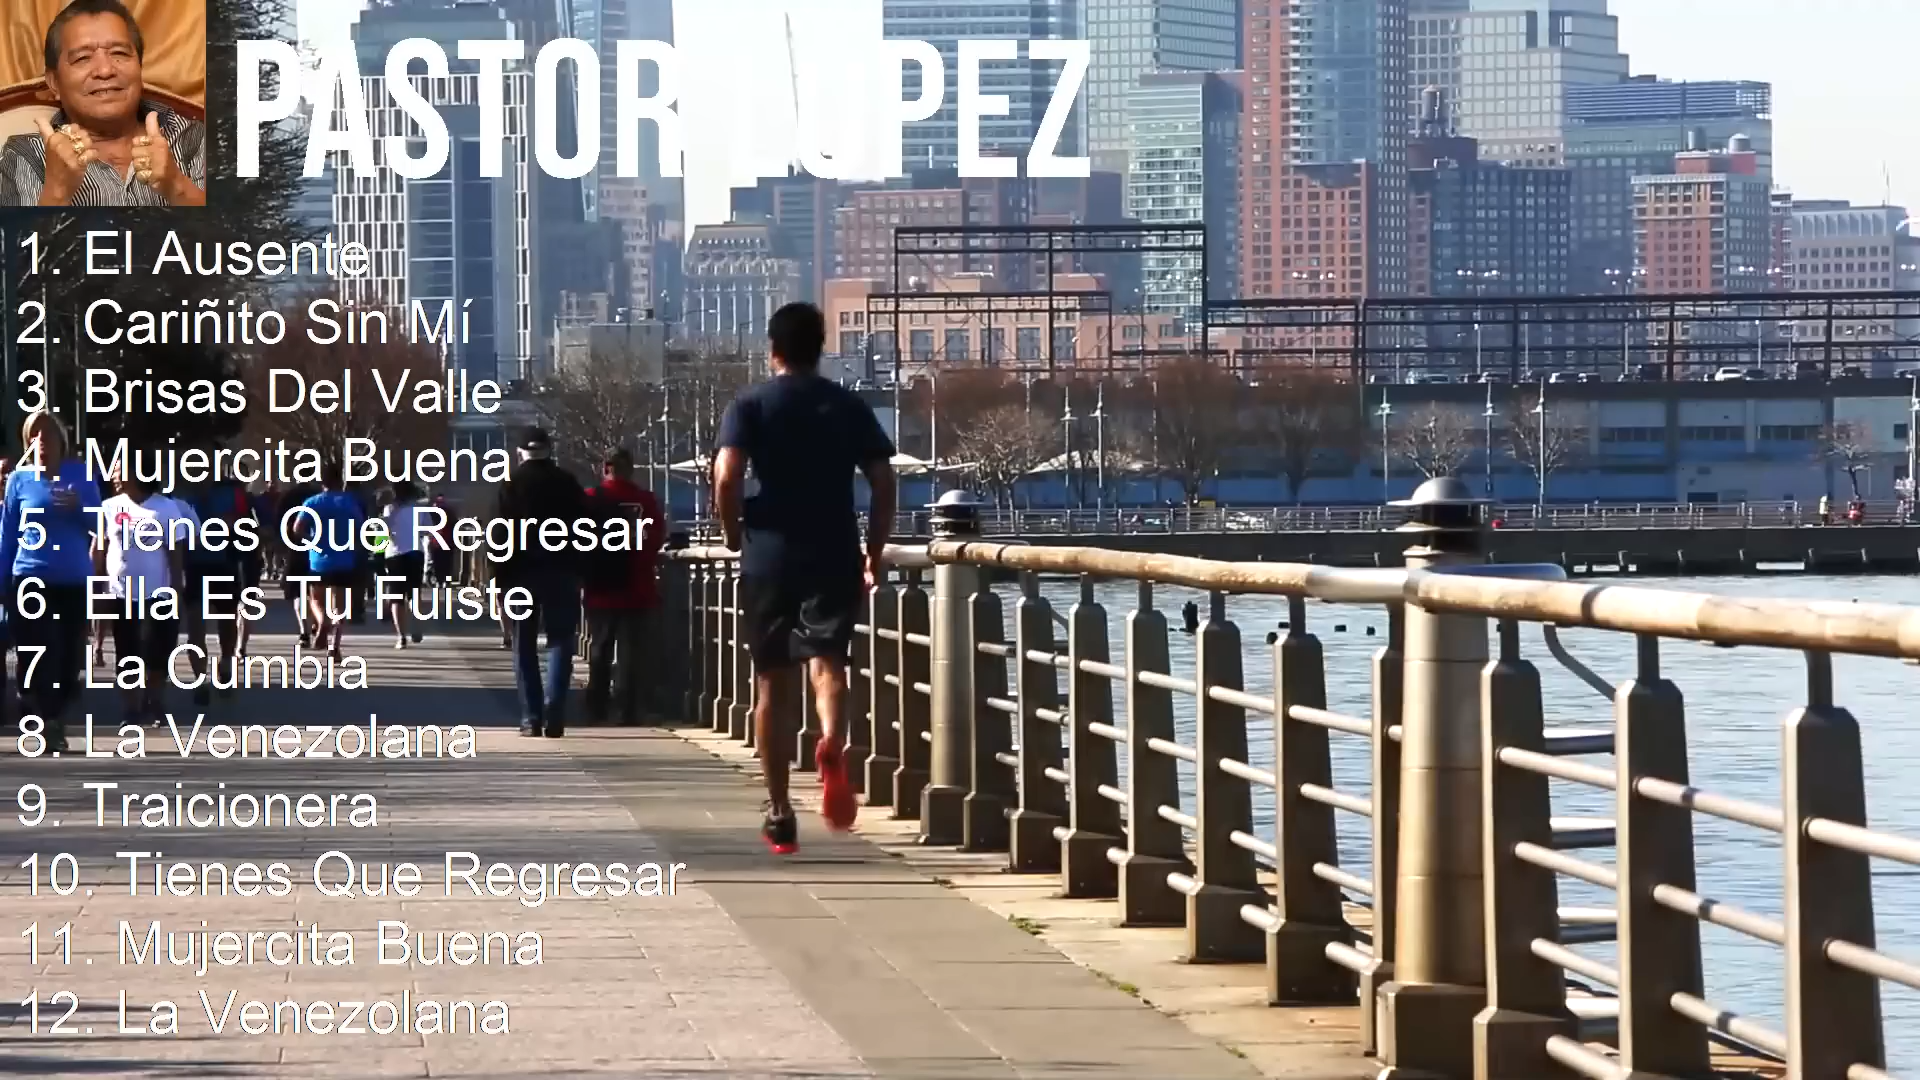 PASTOR LOPEZ
1. El Ausente
2. Cariñito Sin Mí
3. Brisas Del Valle
4. Mujercita Buena
5. Tienes Que Regresar
6. Ella Es Tu Fuiste
7. La Cumbia
8. La Venezolana
9. Traicionera
10. Tienes Que Regresar
11. Mujercita Buena
12. La Venezolana